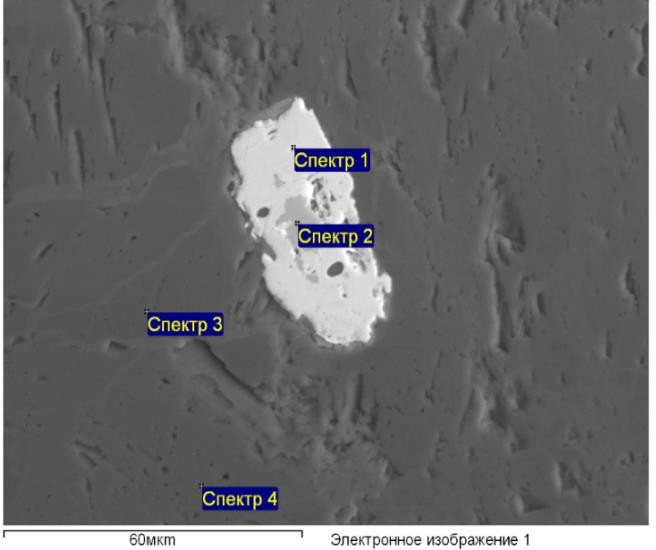 Спектр 1
Спектр 2
Спектр 3
Спектр 4
60мкm Электронное изображение 1